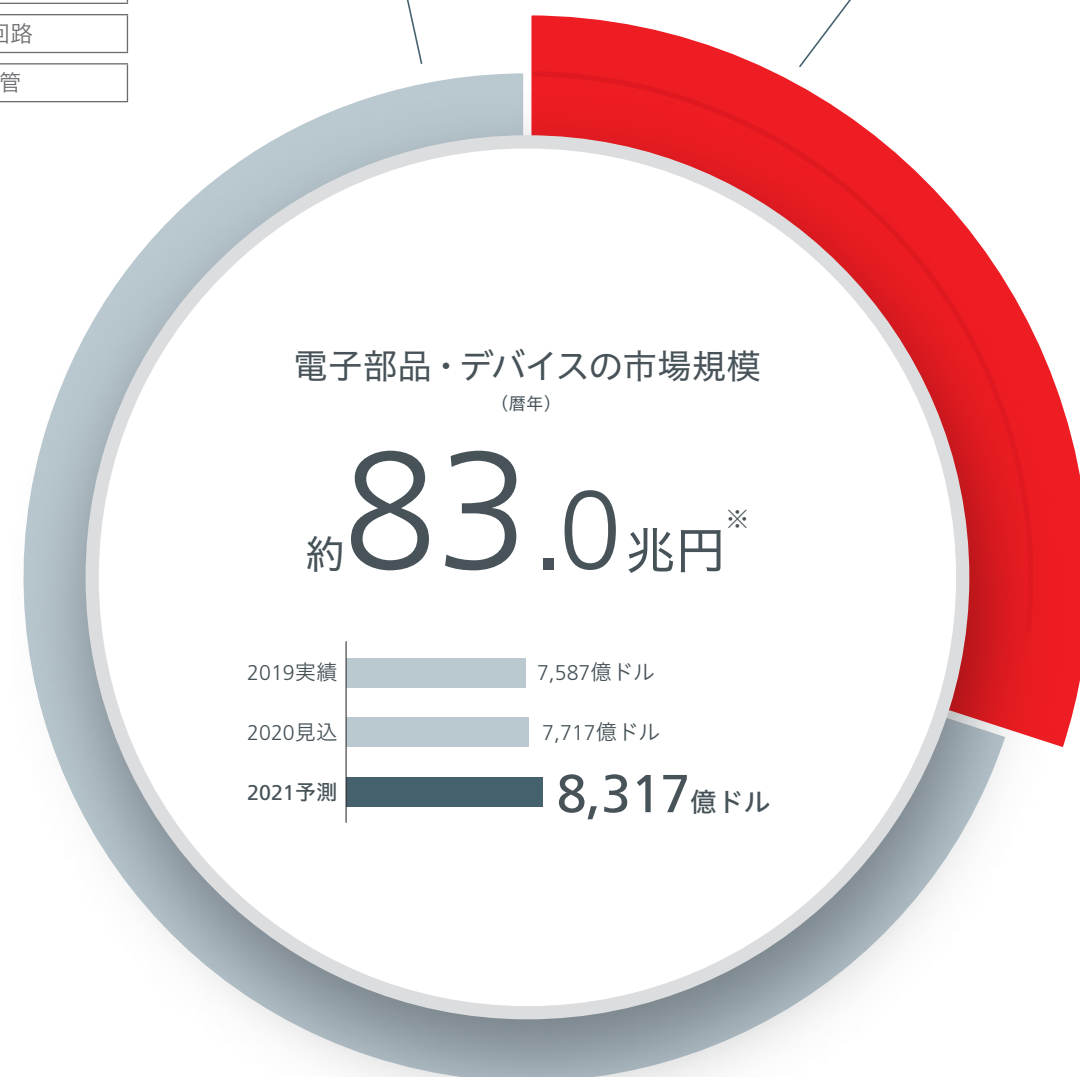 回路
管
電子部品・デバイスの市場規模
（暦年）
約83.0兆円※
2019実績 7,587億ドル
2020見込 7,717億ドル
2021予測 8,317億ドル